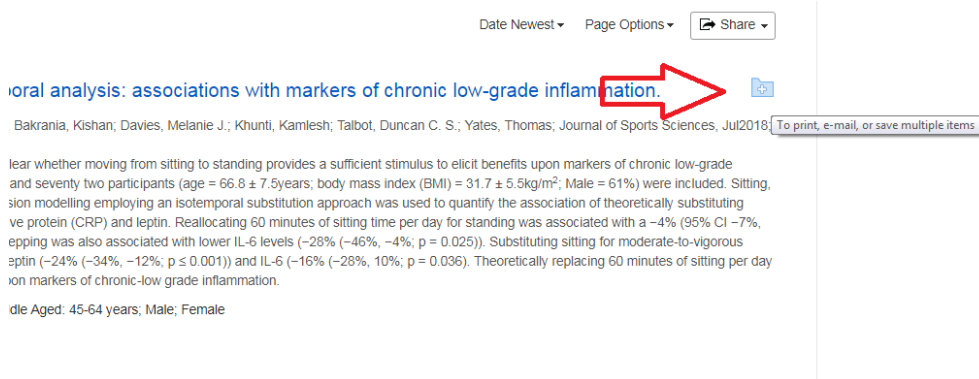 Date Newest Page Options Share
oral analysis: associations with markers of chronic low-grade inflammation.
Bakrania, Kishan; Davies, Melanie J.; Khunti, Kamlesh; Talbot, Duncan C. S.; Yates, Thomas; Journal of Sports Sciences, Jul2018;
To print, e-mail, or save multiple items
lear whether moving from sitting to standing provides a sufficient stimulus to elicit benefits upon markers of chronic low-grade
and seventy two participants (age = 66.8 ± 7.5years; body mass index (BMI) = 31.7 ± 5.5kg/m²; Male = 61%) were included. Sitting,
sion modelling employing an isotemporal substitution approach was used to quantify the association of theoretically substituting
ve protein (CRP) and leptin. Reallocating 60 minutes of sitting time per day for standing was associated with a −4% (95% CI −7%,
epping was also associated with lower IL-6 levels (−28% (−46%, −4%; p = 0.025)). Substituting sitting for moderate-to-vigorous
eptin (−24% (−34%, −12%; p ≤ 0.001)) and IL-6 (−16% (−28%, 10%; p = 0.036). Theoretically replacing 60 minutes of sitting per day
on markers of chronic-low grade inflammation.
dle Aged: 45-64 years; Male; Female